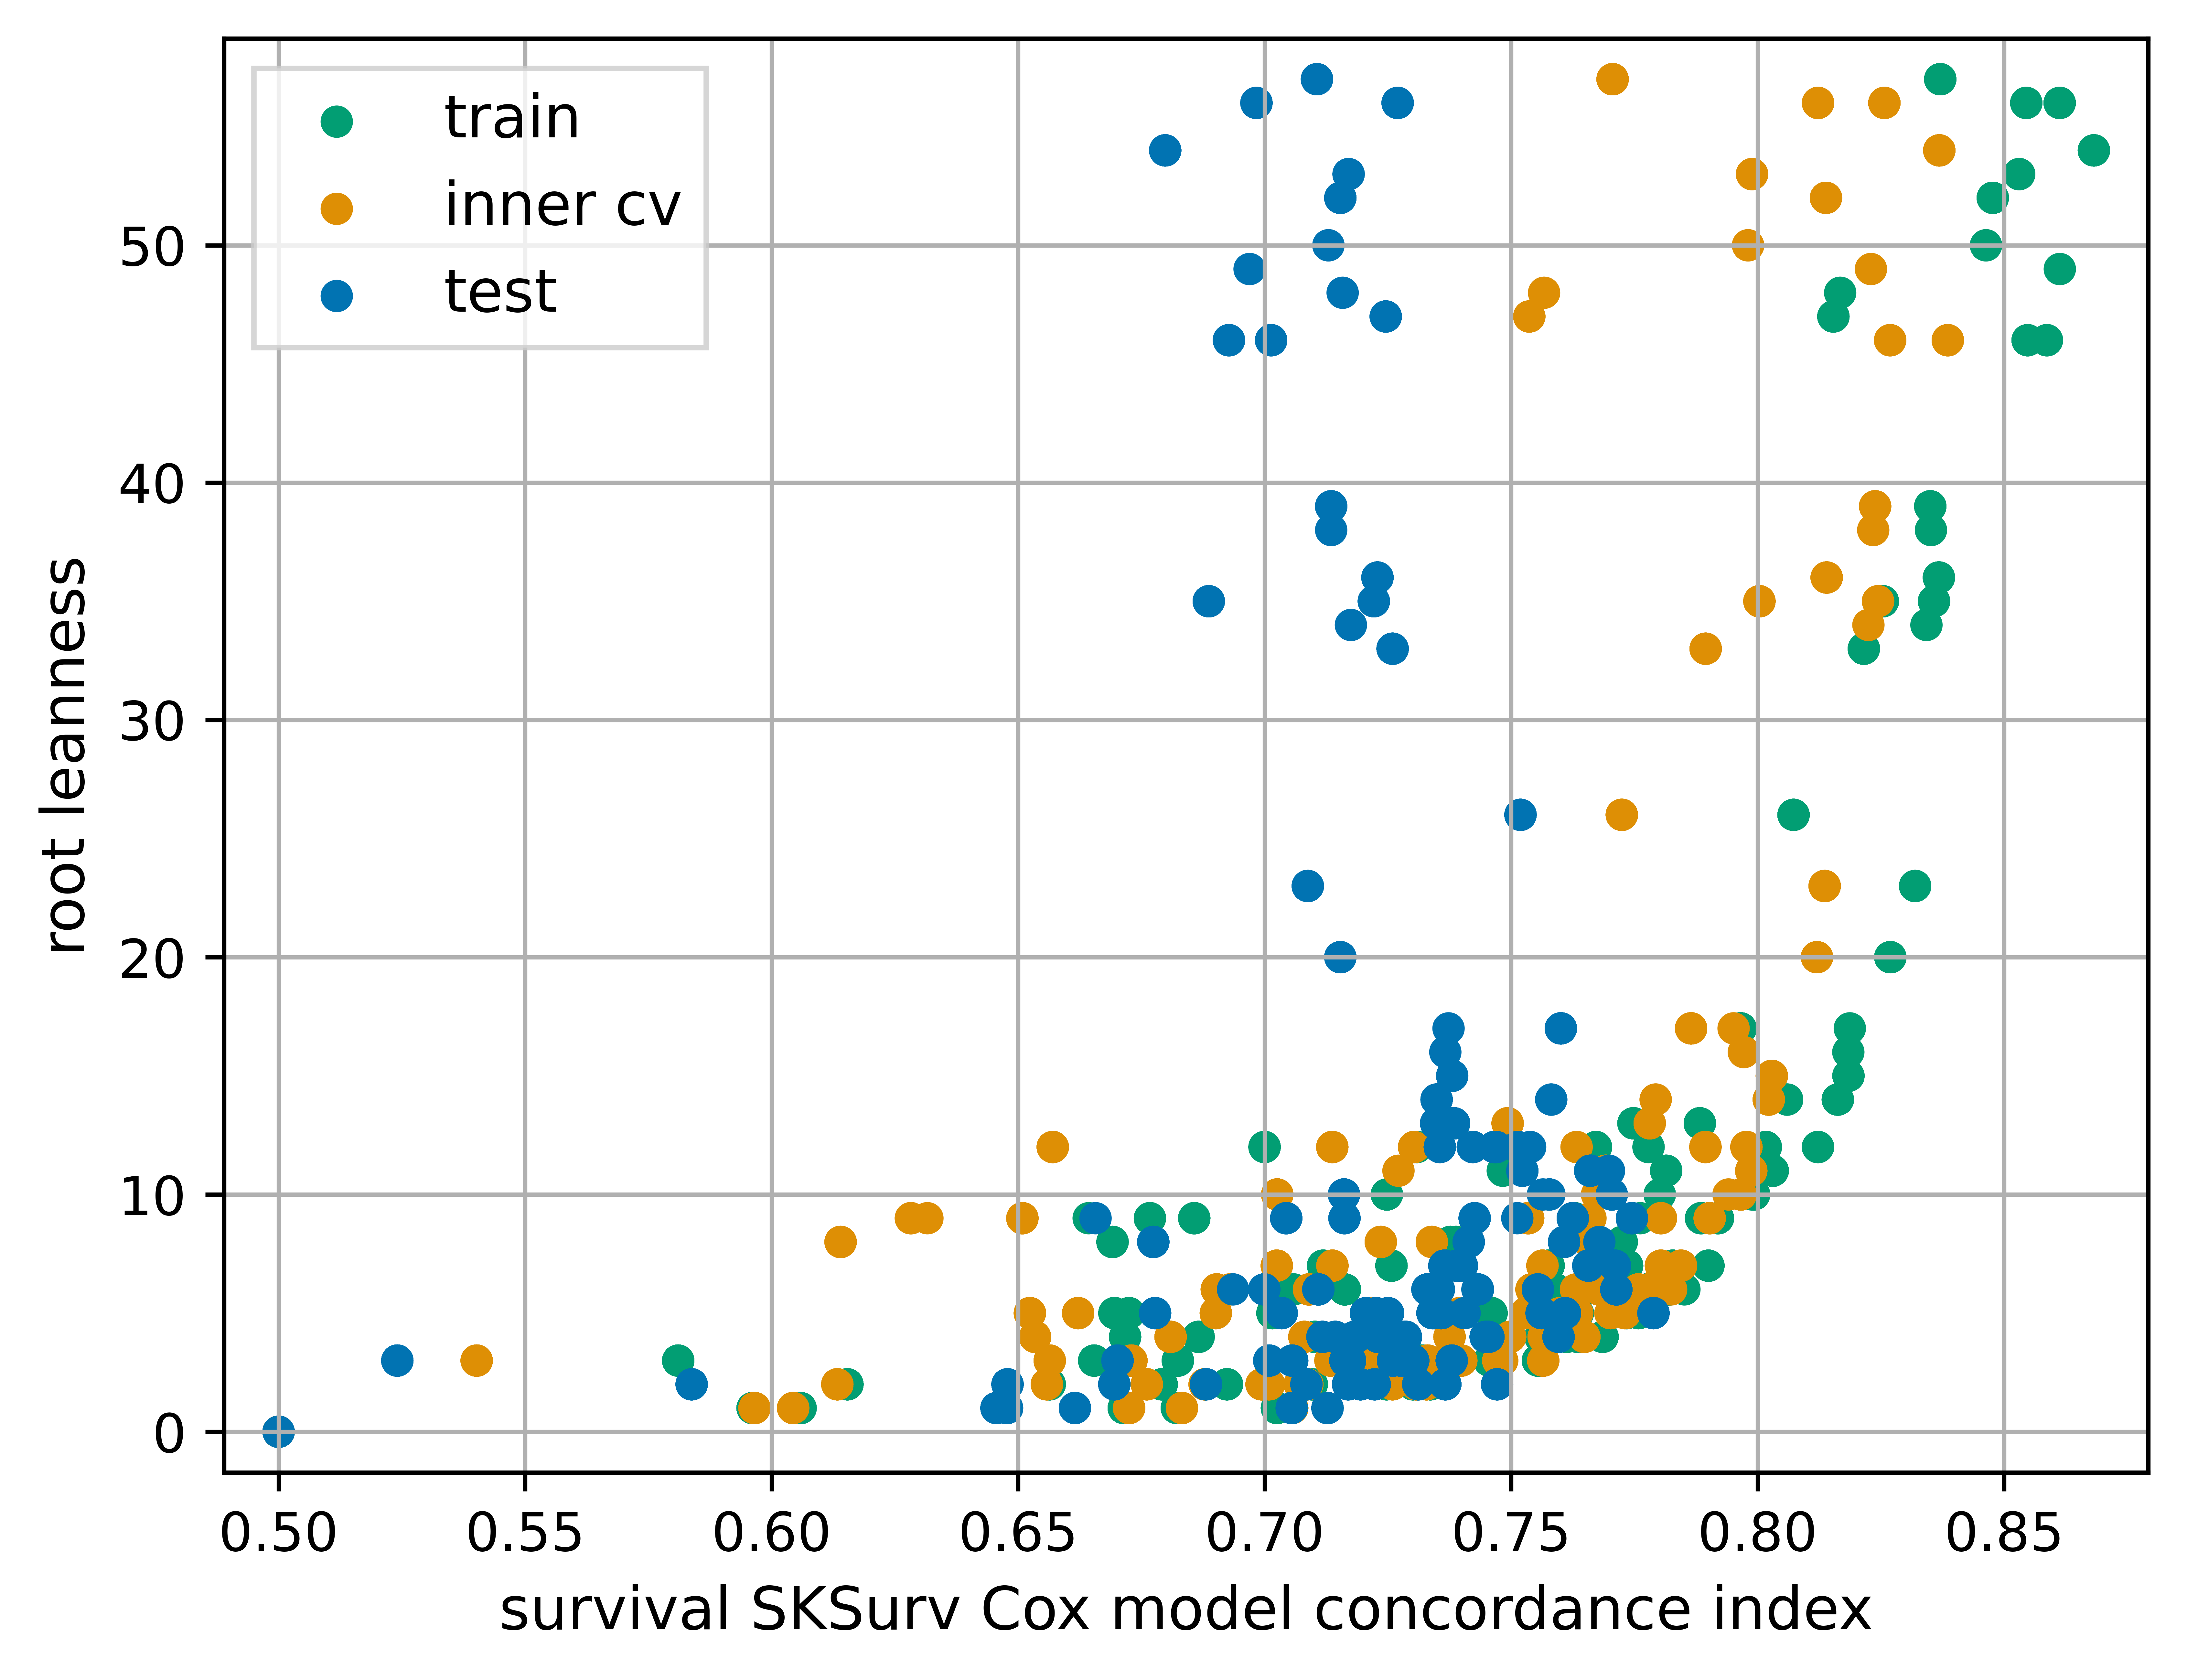 train
inner cv
test
root leanness
50
40
30
20
10
0
0.50 0.55 0.60 0.65 0.70 0.75 0.80 0.85
survival SKSurv Cox model concordance index